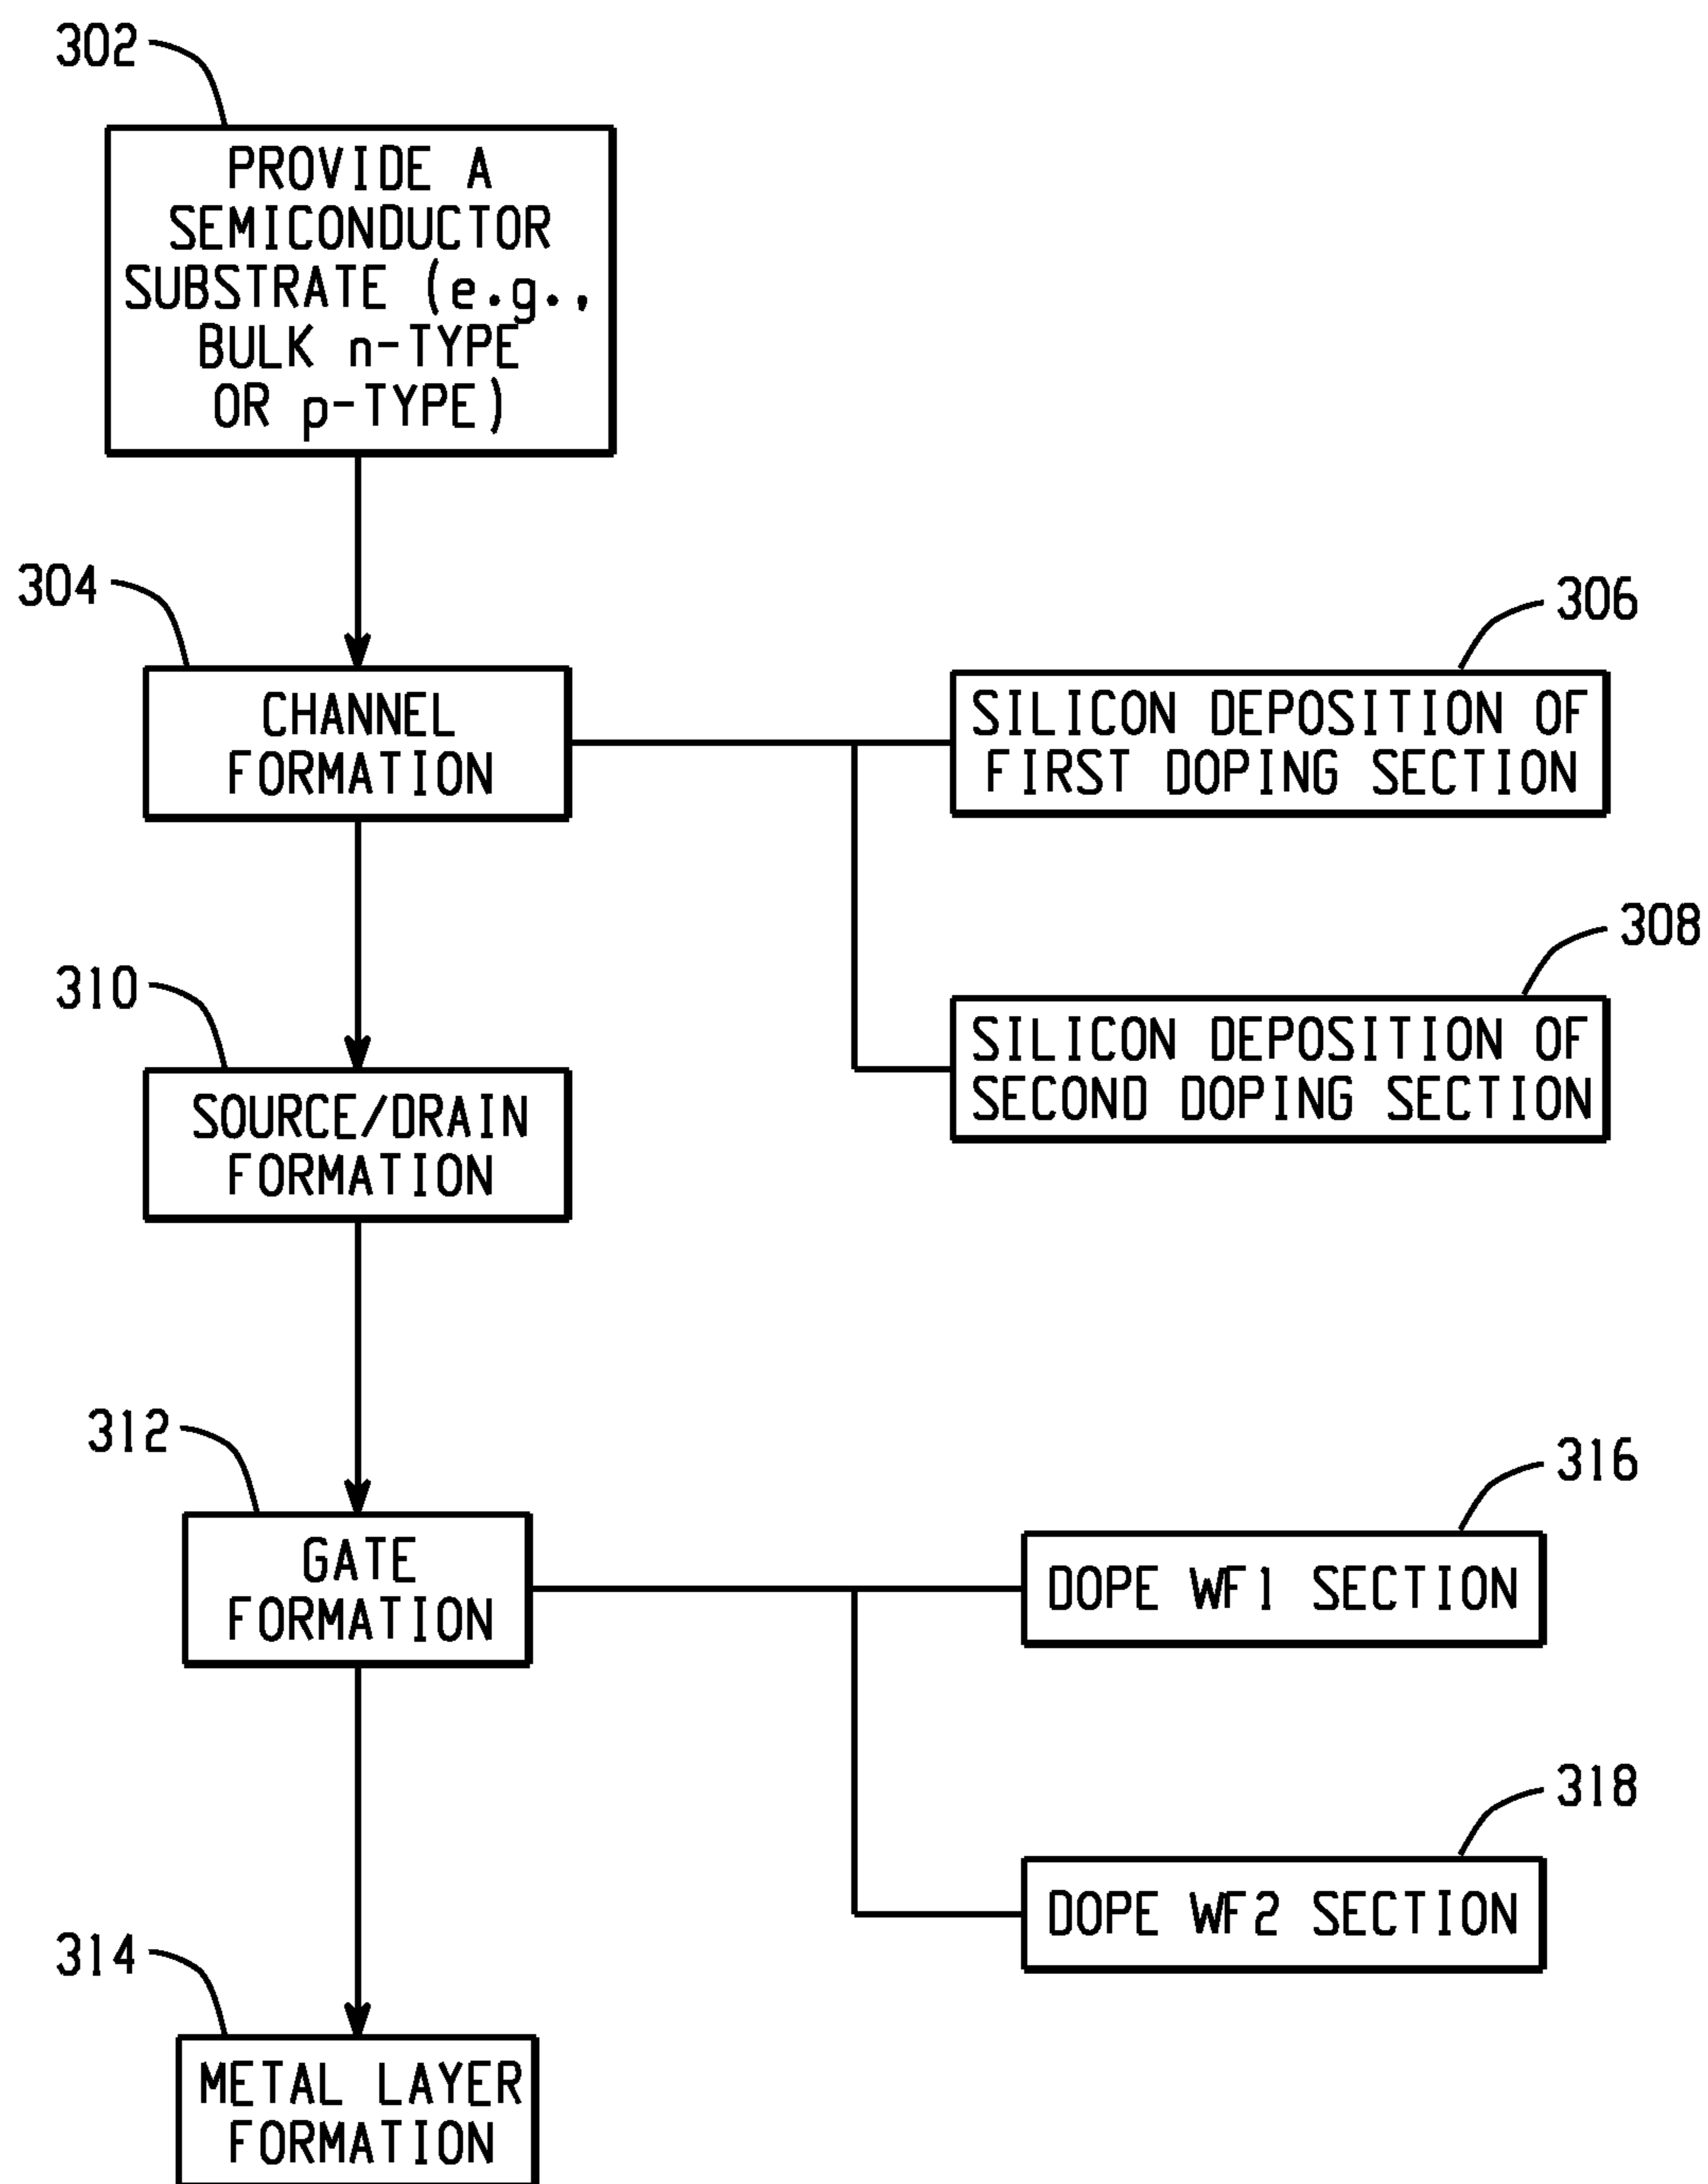 302
PROVIDE A
SEMICONDUCTOR
SUBSTRATE (e.g.,
BULK n-TYPE
OR p-TYPE)
304
CHANNEL
FORMATION
306
SILICON DEPOSITION OF
FIRST DOPING SECTION
308
SILICON DEPOSITION OF
SECOND DOPING SECTION
310
SOURCE/DRAIN
FORMATION
312
GATE
FORMATION
316
DOPE WF1 SECTION
318
DOPE WF2 SECTION
314
METAL LAYER
FORMATION